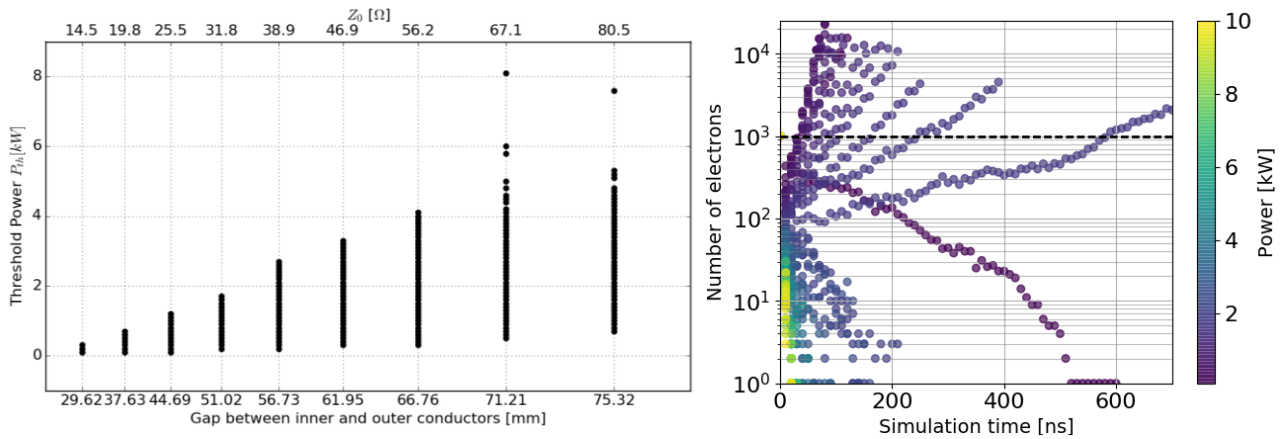 Z₀ [Ω]
14.5 19.8 25.5 31.8 38.9 46.9 56.2 67.1 80.5
Threshold Power P_th [kW]
8
6
4
2
0
29.62 37.63 44.69 51.02 56.73 61.95 66.76 71.21 75.32
Gap between inner and outer conductors [mm]
Number of electrons
10⁴
10³
10²
10¹
10⁰
0 200 400 600
Simulation time [ns]
10
8
6
4
2
Power [kW]